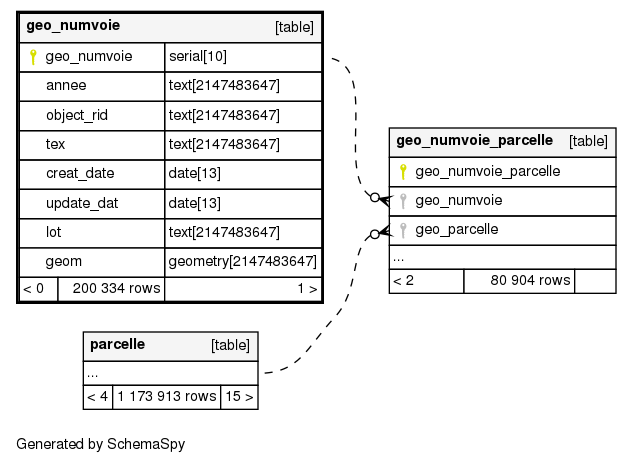 geo_numvoie [table]
geo_numvoie serial[10]
annee text[2147483647]
object_rid text[2147483647]
tex text[2147483647]
creat_date date[13]
update_dat date[13]
lot text[2147483647]
geom geometry[2147483647]
< 0 200 334 rows 1 >
geo_numvoie_parcelle [table]
geo_numvoie_parcelle
geo_numvoie
geo_parcelle
...
< 2 80 904 rows
parcelle [table]
...
< 4 1 173 913 rows 15 >
Generated by SchemaSpy